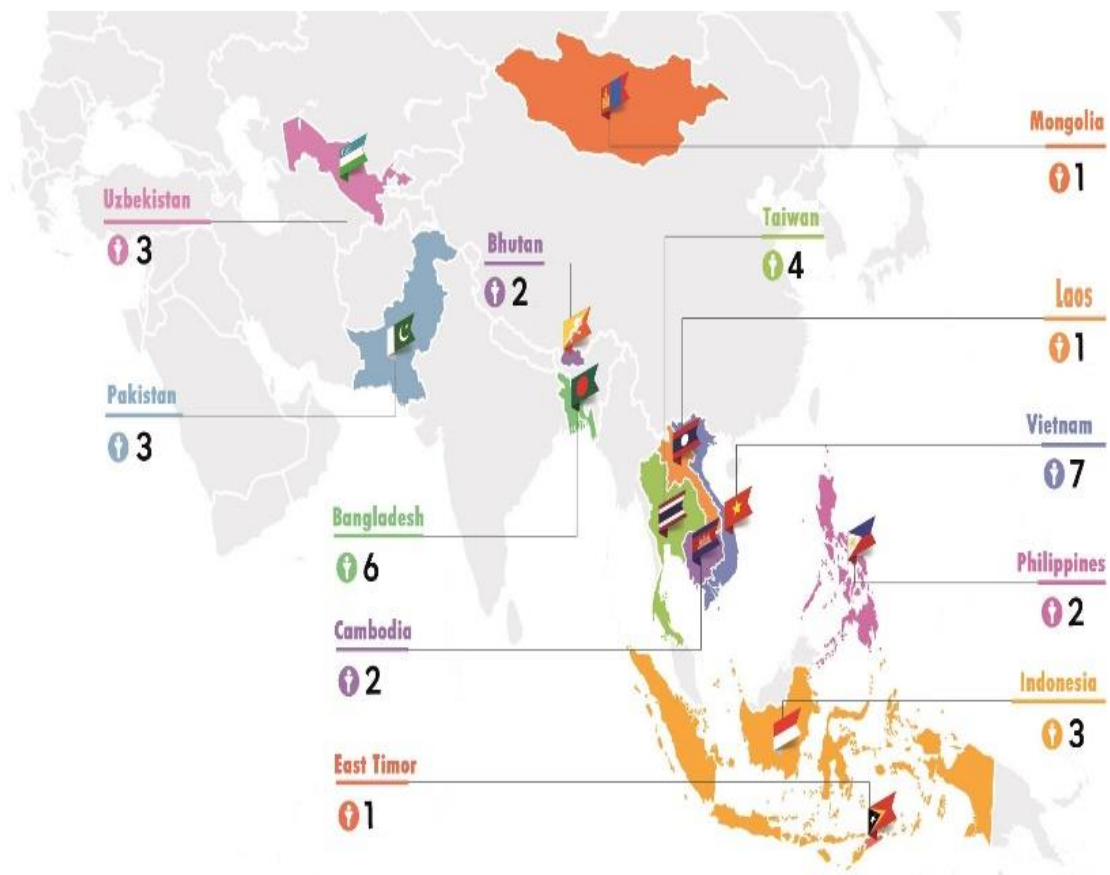 Mongolia
1
Uzbekistan
3
Taiwan
4
Bhutan
2
Laos
1
Pakistan
3
Vietnam
7
Bangladesh
6
Philippines
2
Cambodia
2
Indonesia
3
East Timor
1